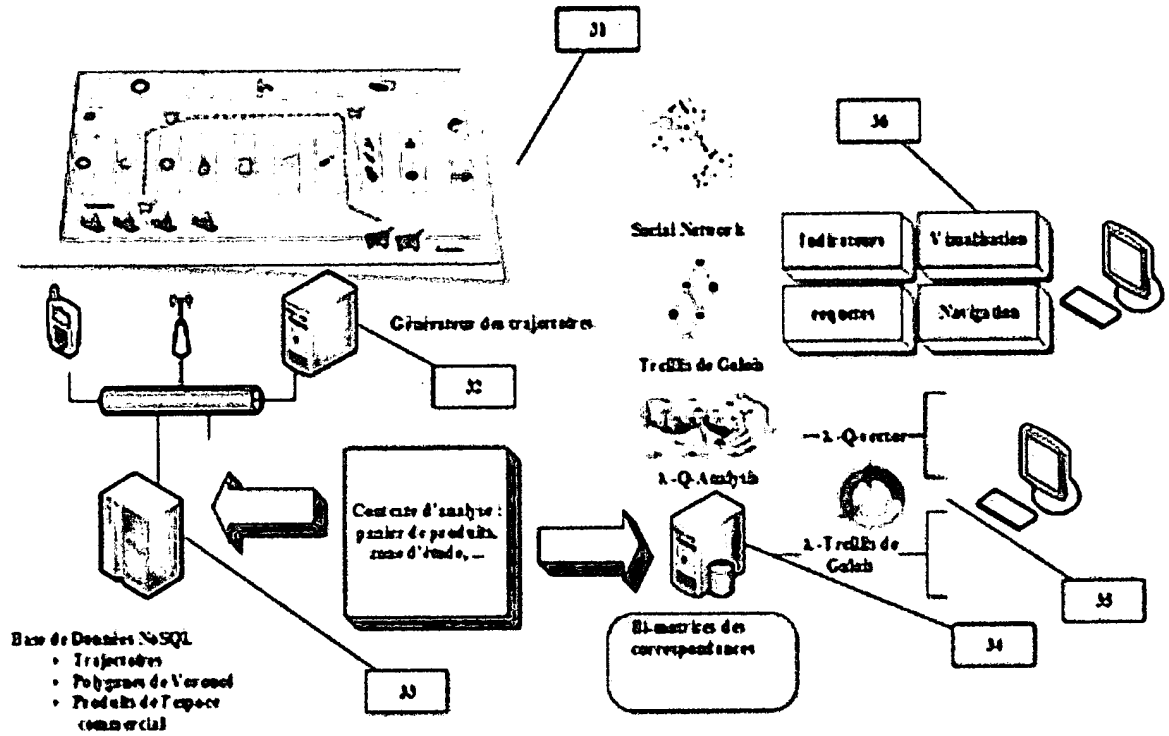 31
36
Social Network
Indicateurs
Visualisation
equetes
Navigation
Générateur des trajectoires
Treillis de Galois
32
λ-Q-Analysis
λ-Q-vector
Contexte d'analyse :
panier de produits,
zone d'étude, ...
λ-Treillis de
Galois
35
34
Base de Données NoSQL
• Trajectoires
• Polygones de Voronoï
• Produits de l'espace
commercial
33
Bi-matrices des
correspondances